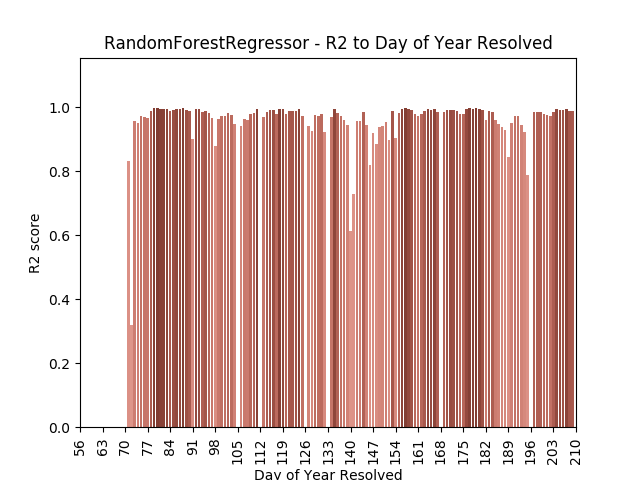 RandomForestRegressor - R2 to Day of Year Resolved
1.0
0.8
0.6
0.4
0.2
0.0
R2 score
56 63 70 77 84 91 98 105 112 119 126 133 140 147 154 161 168 175 182 189 196 203 210
Day of Year Resolved